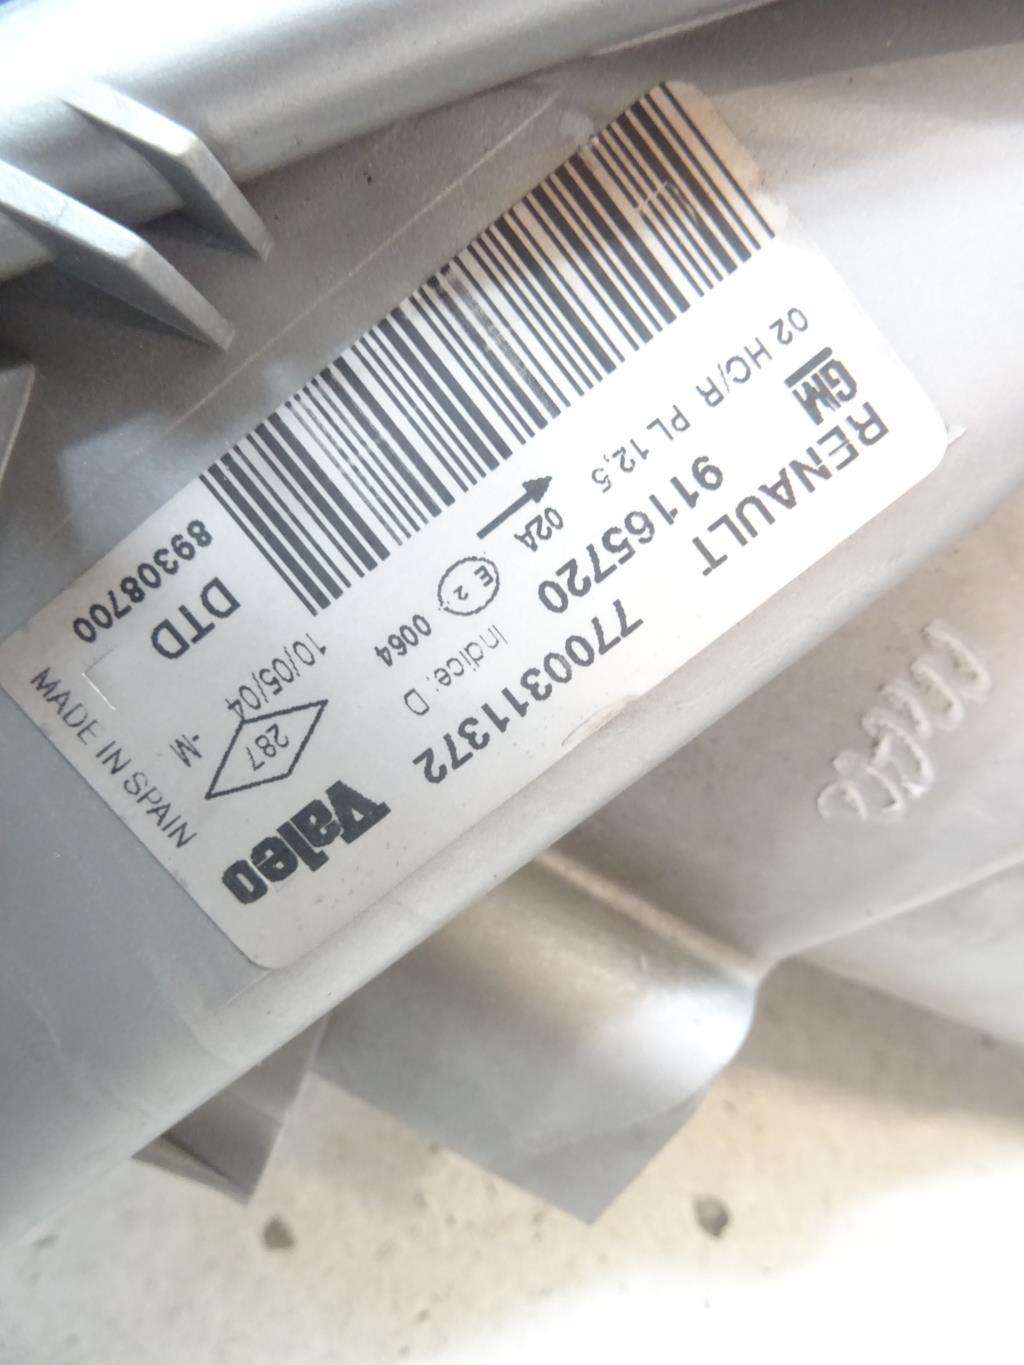 RENAULT 7700311372 Valeo
GM 91165720 Indice: D
02 HC/R PL 12,5 02A E 2 0064 287 -M
10/05/04
DTD
89308700
MADE IN SPAIN